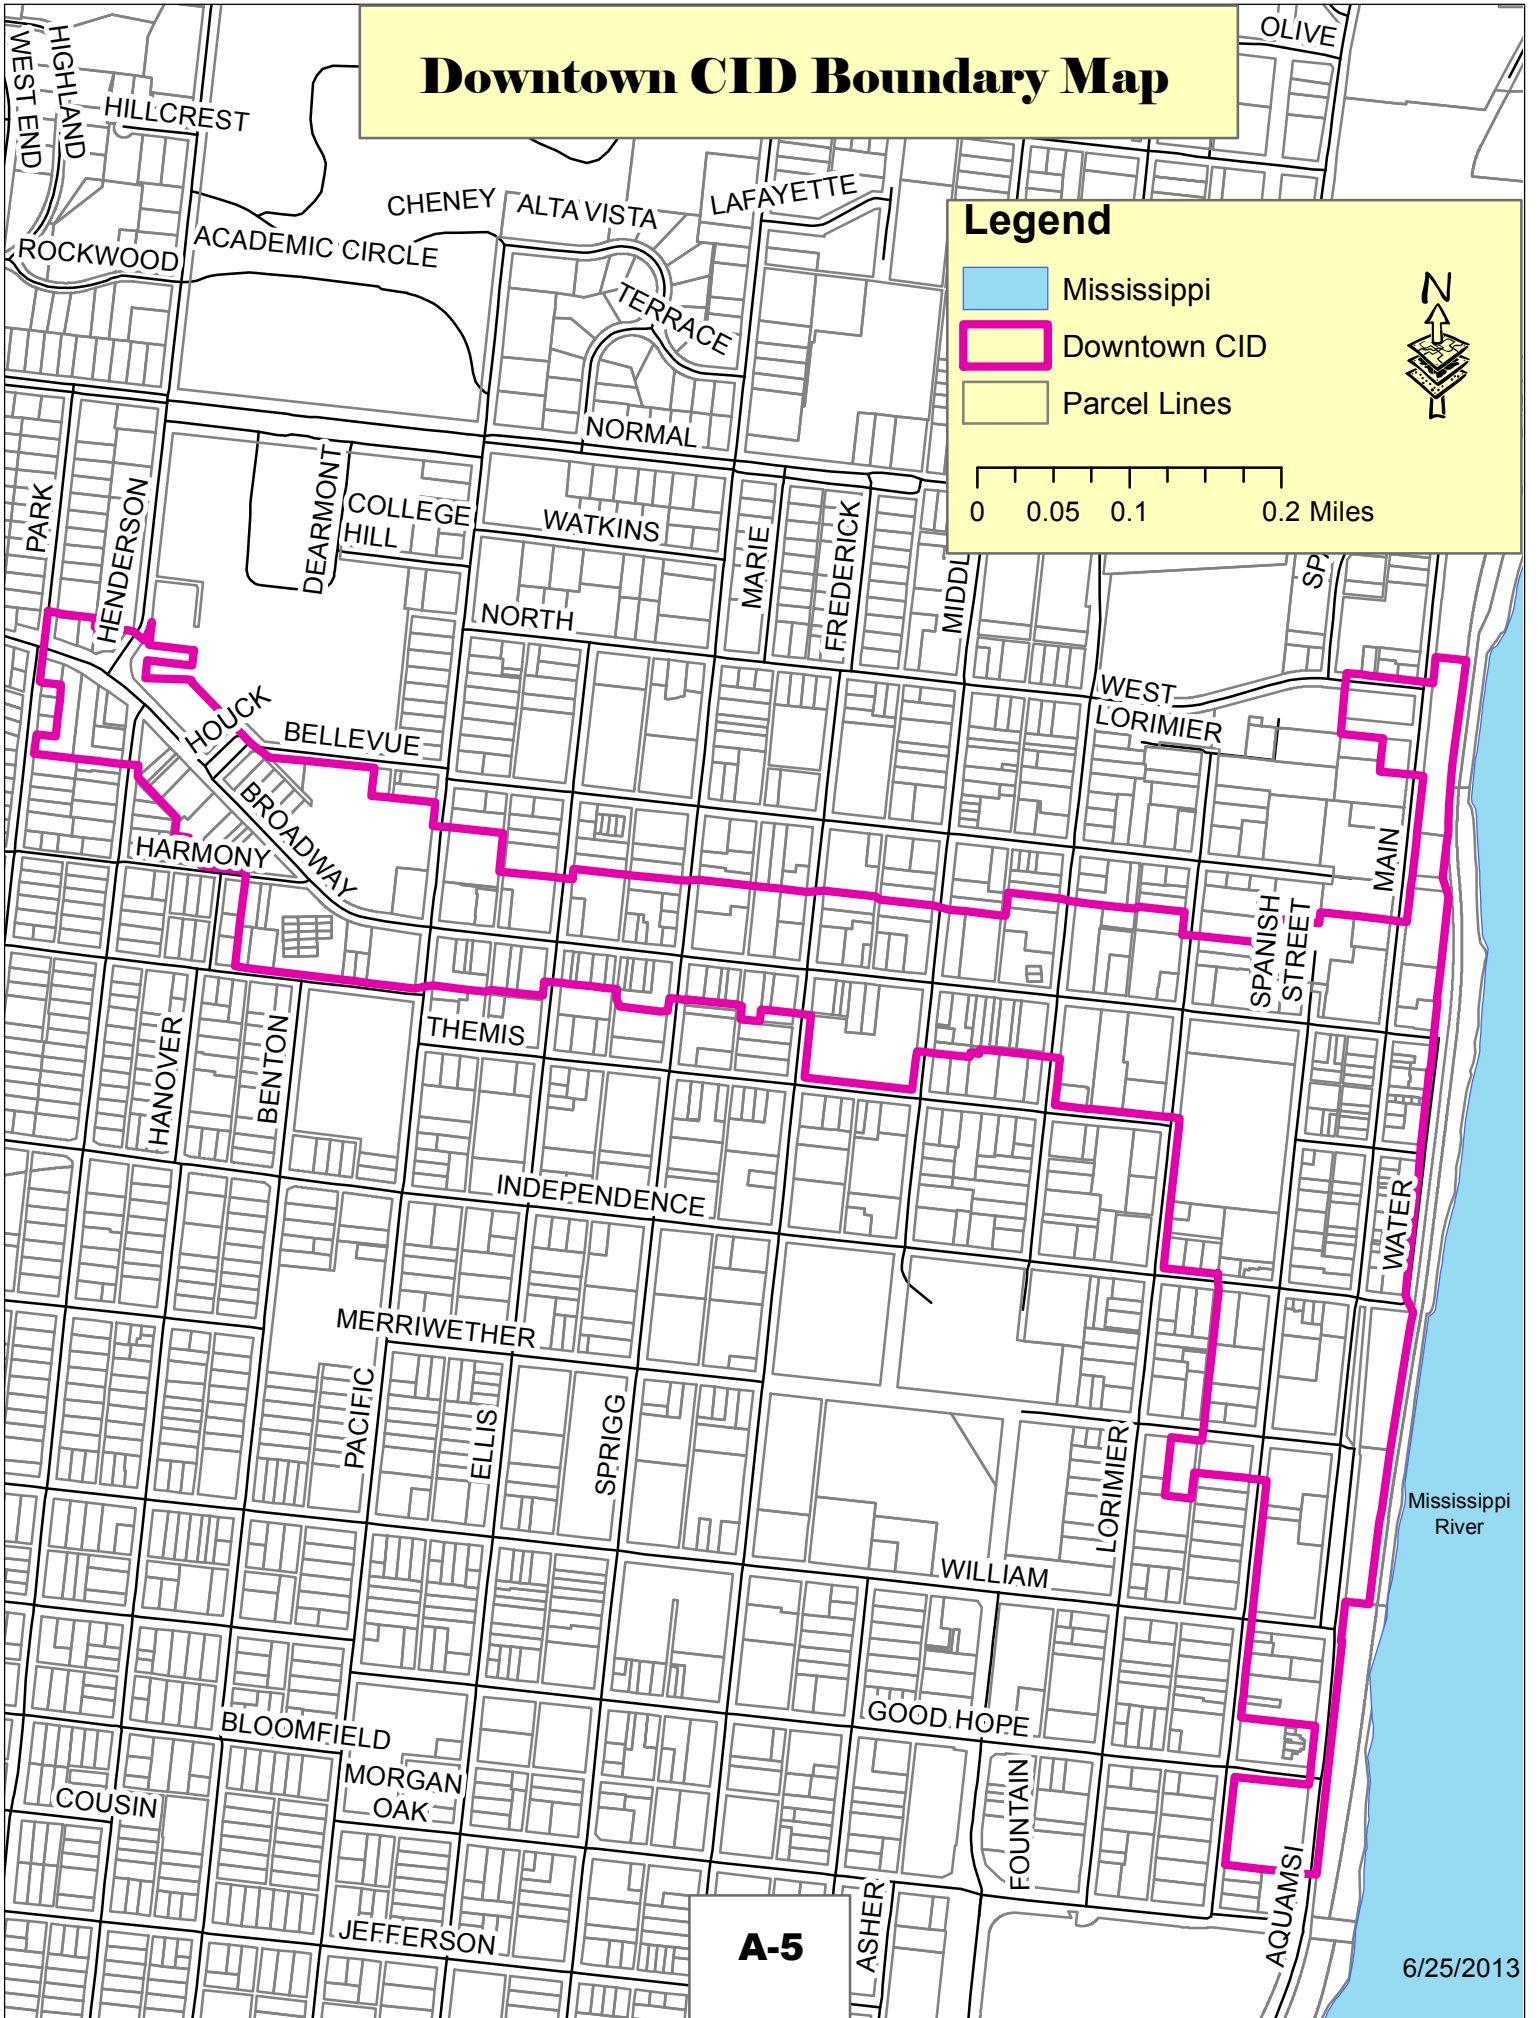 Downtown CID Boundary Map
OLIVE
WEST END
HIGHLAND
HILLCREST
CHENEY
ALTA VISTA
LAFAYETTE
ROCKWOOD
ACADEMIC CIRCLE
TERRACE
Legend
Mississippi
Downtown CID
Parcel Lines
N
0 0.05 0.1 0.2 Miles
NORMAL
PARK
HENDERSON
DEARMONT
COLLEGE
HILL
WATKINS
MARIE
FREDERICK
MIDDL
SPA
NORTH
WEST
LORIMIER
HOUCK
BELLEVUE
BROADWAY
HARMONY
MAIN
SPANISH
STREET
THEMIS
HANOVER
BENTON
INDEPENDENCE
WATER
MERRIWETHER
PACIFIC
ELLIS
SPRIGG
LORIMIER
Mississippi
River
WILLIAM
GOOD HOPE
BLOOMFIELD
MORGAN
OAK
COUSIN
FOUNTAIN
AQUAMSI
ASHER
JEFFERSON
A-5
6/25/2013